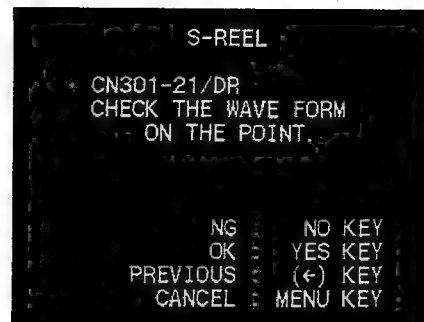 S-REEL
CN301-21/DR
CHECK THE WAVE FORM
ON THE POINT.
NG : NO KEY
OK : YES KEY
PREVIOUS : (←) KEY
CANCEL : MENU KEY